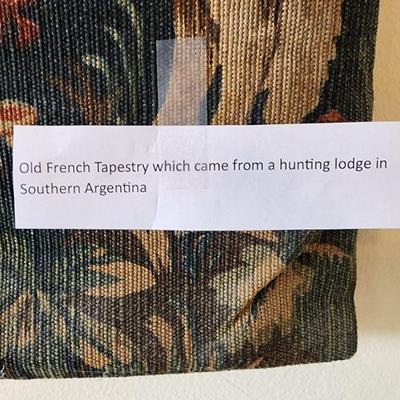 Old French Tapestry which came from a hunting lodge in
Southern Argentina